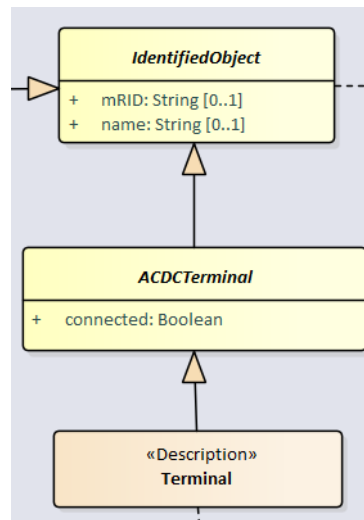 IdentifiedObject
+ mRID: String [0..1]
+ name: String [0..1]
ACDCTerminal
+ connected: Boolean
«Description»
Terminal